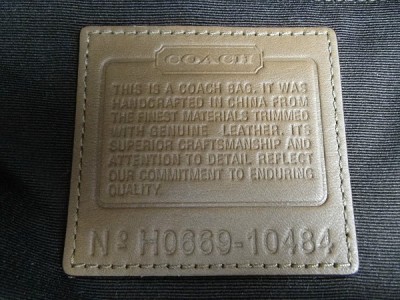 COACH
THIS IS A COACH BAG. IT WAS
HANDCRAFTED IN CHINA FROM
THE FINEST MATERIALS TRIMMED
WITH GENUINE LEATHER. ITS
SUPERIOR CRAFTSMANSHIP AND
ATTENTION TO DETAIL REFLECT
OUR COMMITMENT TO ENDURING
QUALITY.
Nº H0669-10484